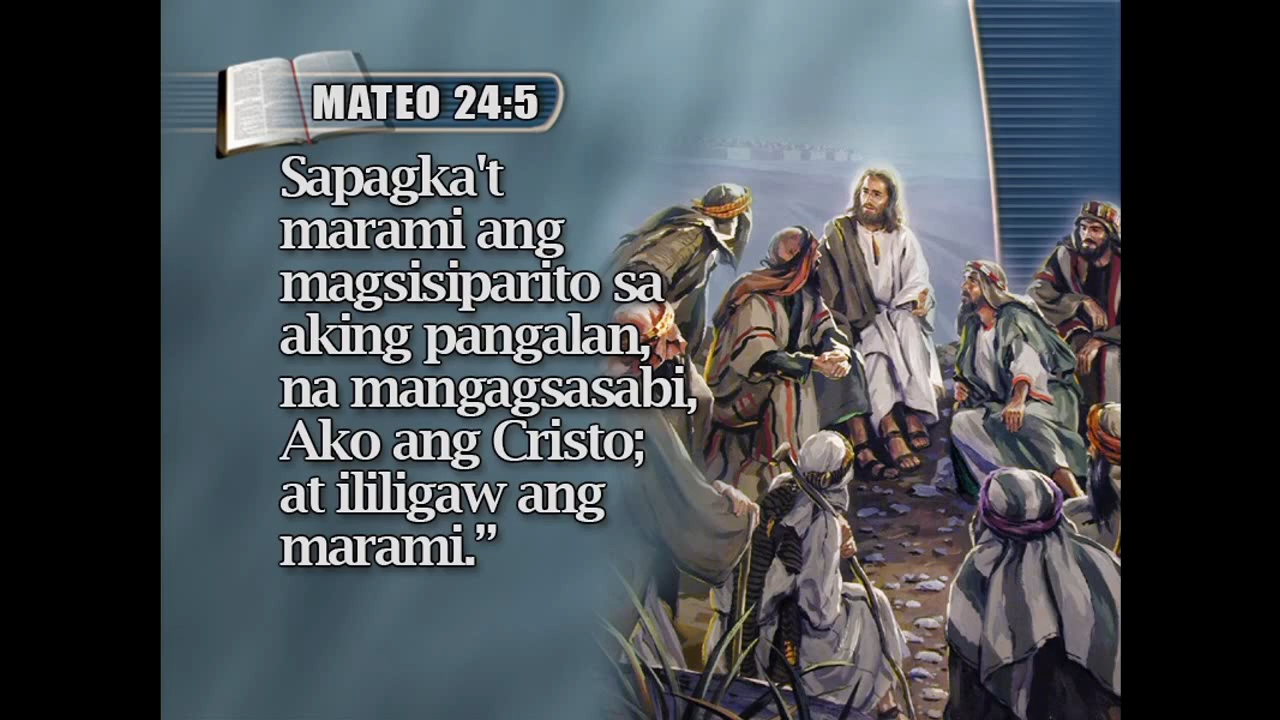 MATEO 24:5
Sapagka't
marami ang
magsisiparito sa
aking pangalan,
na mangagsasabi,
Ako ang Cristo;
at ililigaw ang
marami.”